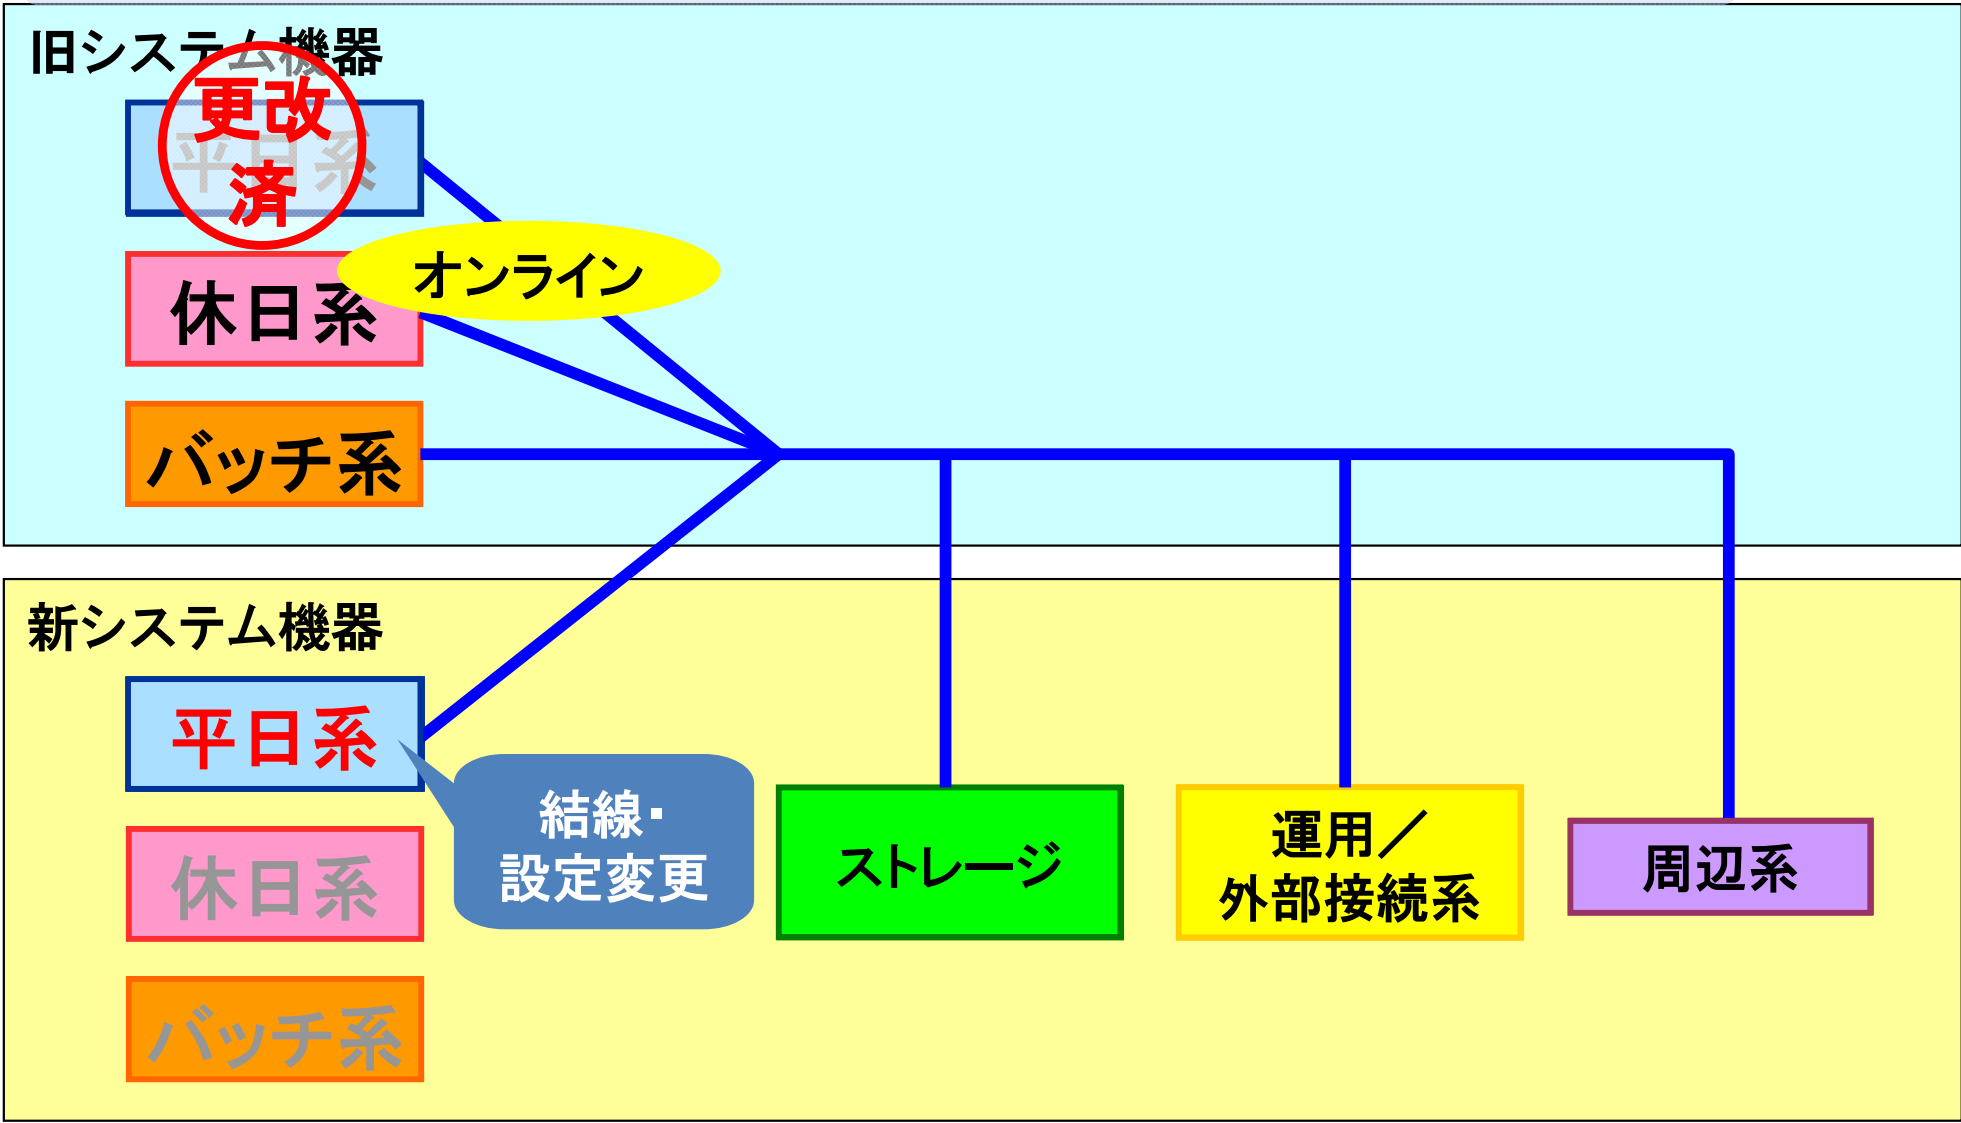 旧システム機器
更改
済
平日系
オンライン
休日系
バッチ系
新システム機器
平日系
結線・
設定変更
休日系
バッチ系
ストレージ
運用／
外部接続系
周辺系